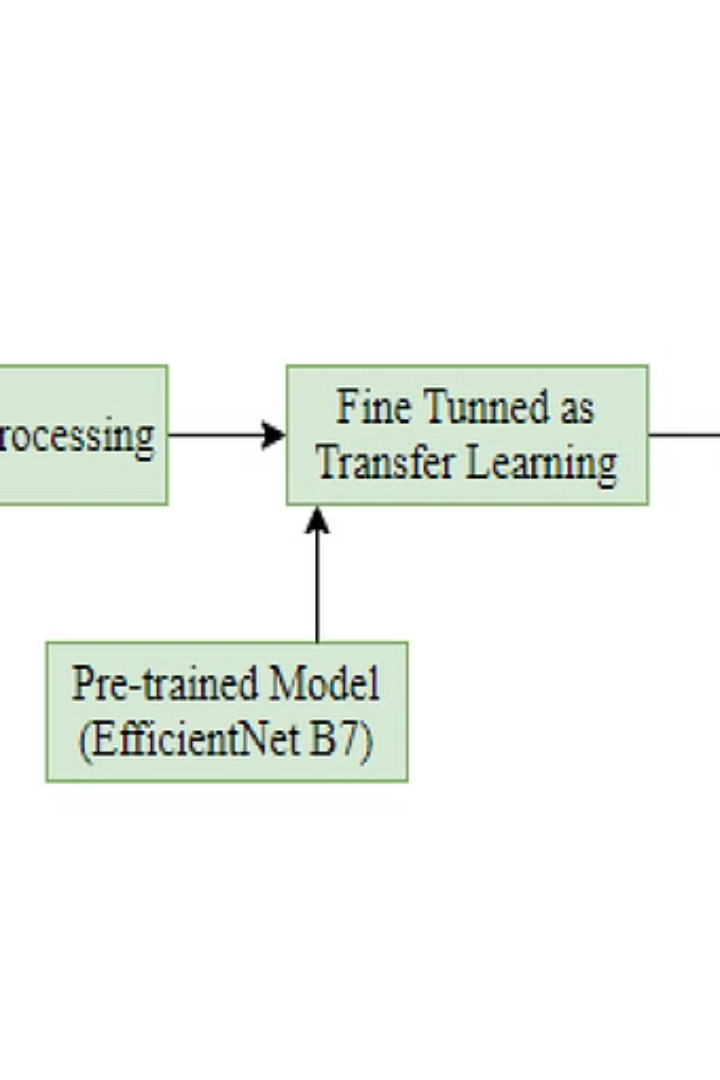 rocessing
Fine Tunned as
Transfer Learning
Pre-trained Model
(EfficientNet B7)